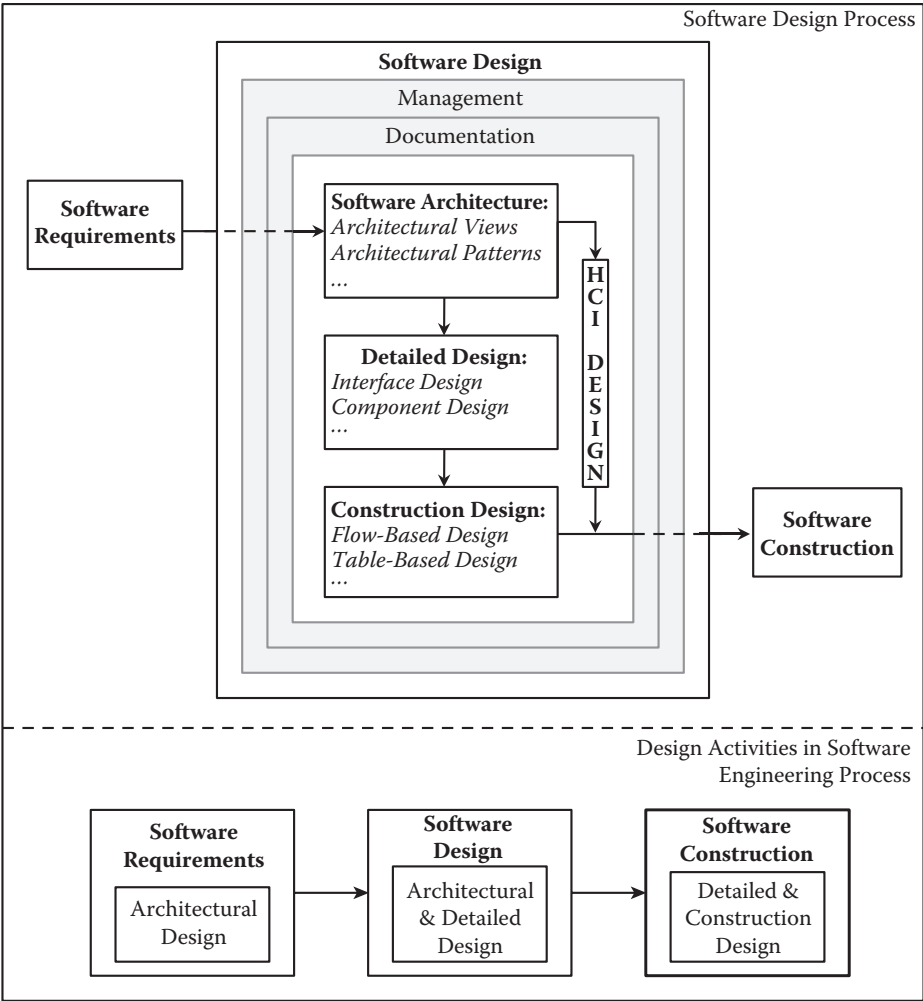 Software Design Process
Software Design
Management
Documentation
Software
Requirements
Software Architecture:
Architectural Views
Architectural Patterns
...
HCI DESIGN
Detailed Design:
Interface Design
Component Design
...
Construction Design:
Flow-Based Design
Table-Based Design
...
Software
Construction
Design Activities in Software
Engineering Process
Software
Requirements
Architectural
Design
Software
Design
Architectural
& Detailed
Design
Software
Construction
Detailed &
Construction
Design